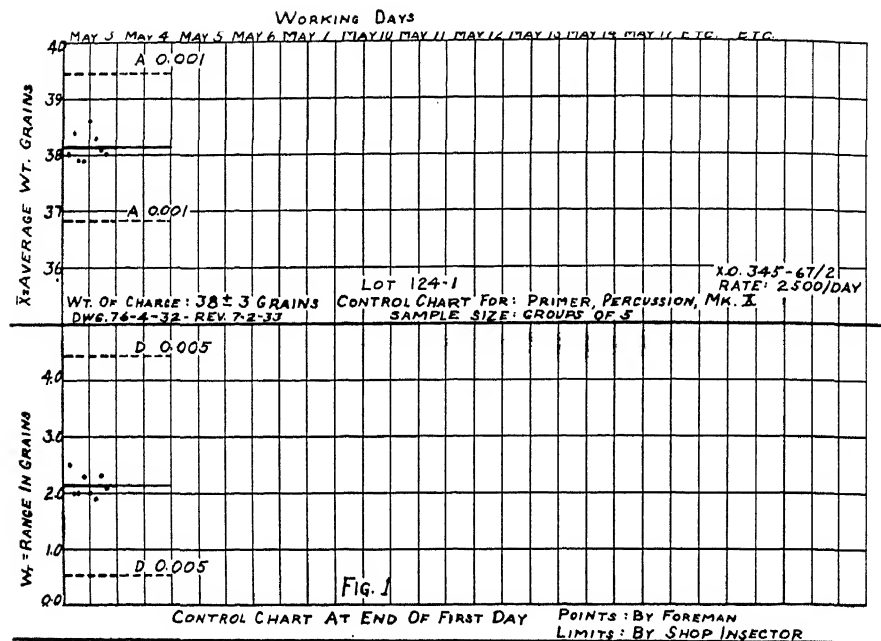 WORKING DAYS
MAY 3 MAY 4 MAY 5 MAY 6 MAY 7 MAY 10 MAY 11 MAY 12 MAY 13 MAY 14 MAY 17 ETC. ETC.
40
A 0.001
39
38
37
A 0.001
36
X̄=AVERAGE WT. GRAINS
LOT 124-1
X.O. 345-67/2
RATE: 2500/DAY
WT. OF CHARGE: 38 ± 3 GRAINS
CONTROL CHART FOR: PRIMER, PERCUSSION, MK. X
DWG. 76-4-32 - REV. 7-2-33
SAMPLE SIZE: GROUPS OF 5
D 0.005
4.0
3.0
2.0
1.0
D 0.005
0.0
= RANGE IN GRAINS
FIG. 1
CONTROL CHART AT END OF FIRST DAY
POINTS: BY FOREMAN
LIMITS: BY SHOP INSECTOR